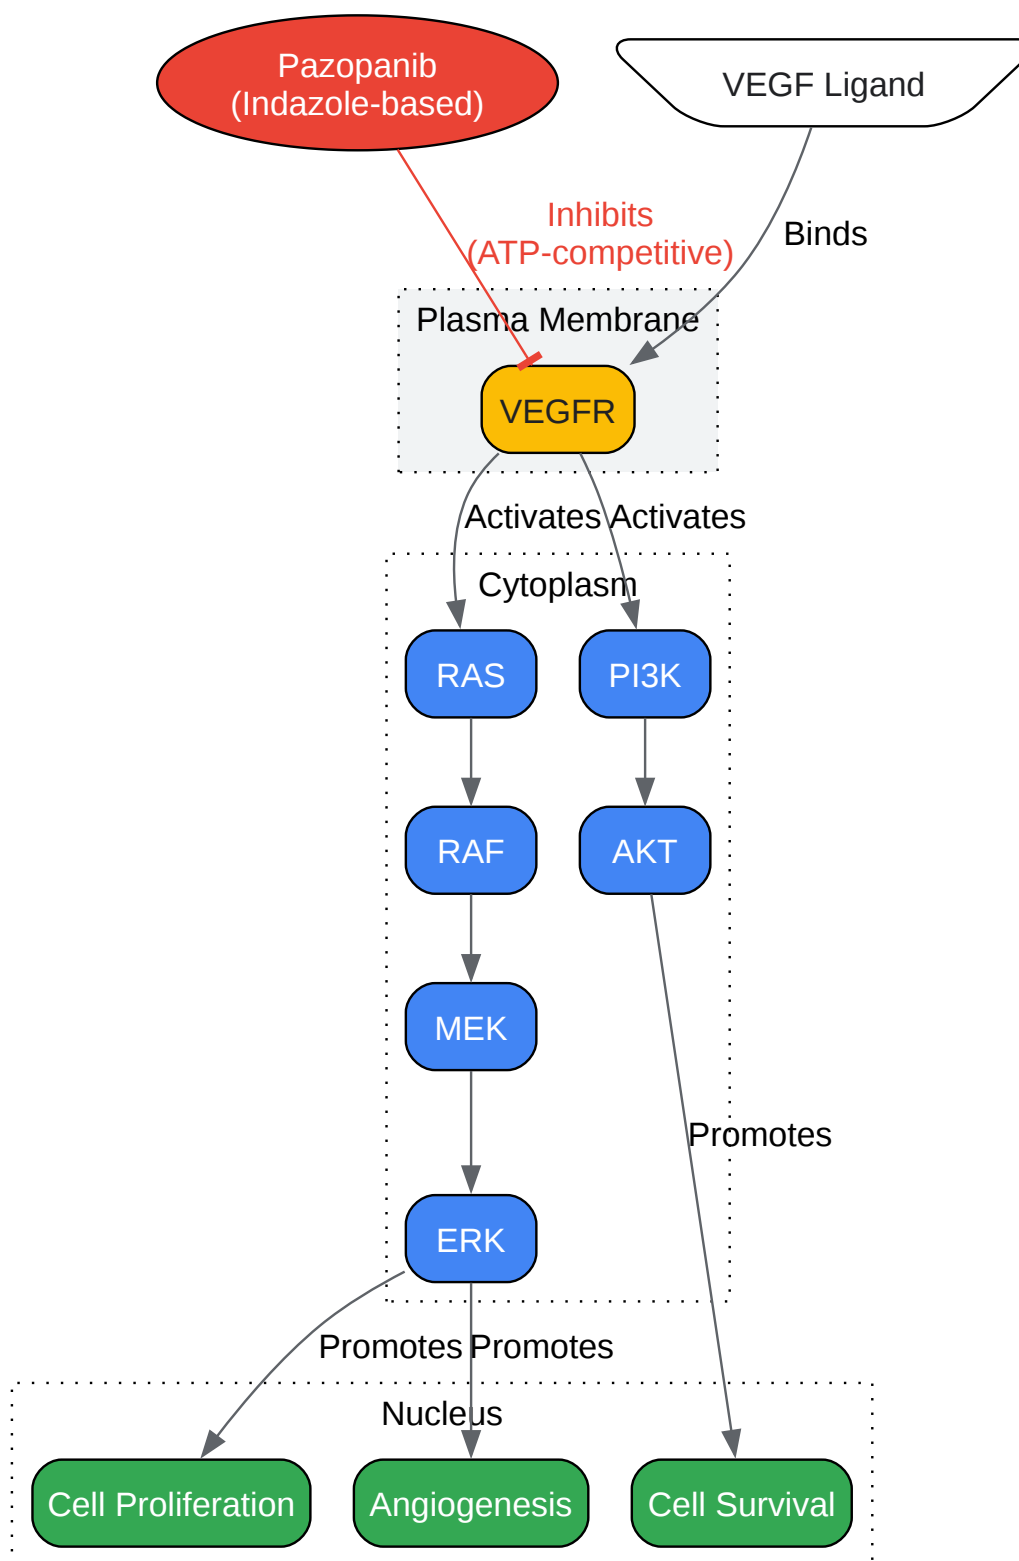 Pazopanib
(Indazole-based)
VEGF Ligand
Inhibits
(ATP-competitive)
Binds
Plasma Membrane
VEGFR
Activates
Activates
Cytoplasm
RAS
PI3K
RAF
AKT
MEK
Promotes
ERK
Promotes
Promotes
Nucleus
Cell Proliferation
Angiogenesis
Cell Survival